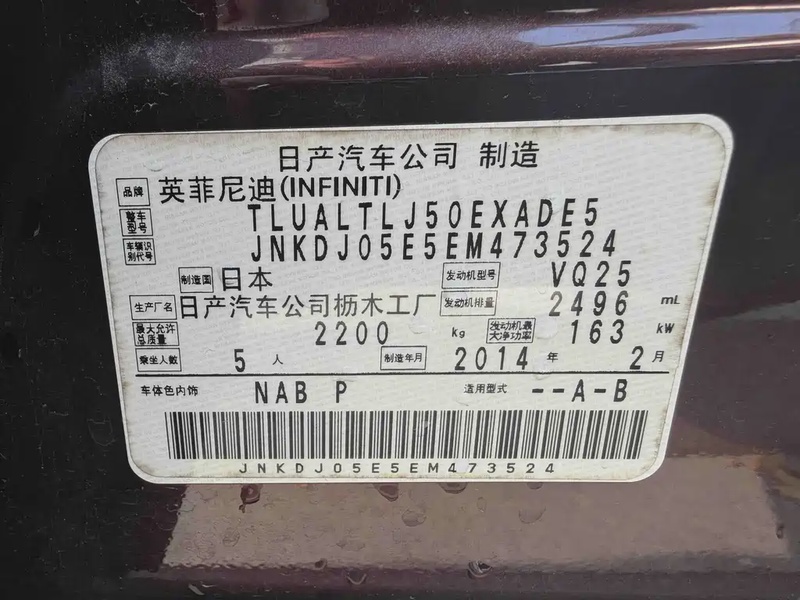 日产汽车公司 制造
品牌 英菲尼迪(INFINITI)
整车型号 TLUALTLJ50EXADE5
车辆识别代号 JNKDJ05E5EM473524
制造国 日本 发动机型号 VQ25
生产厂名 日产汽车公司枥木工厂 发动机排量 2496 mL
最大允许总质量 2200 kg 发动机最大净功率 163 kW
乘坐人数 5 人 制造年月 2014 年 2 月
车体色内饰 NAB P 适用型式 --A-B
JNKDJ05E5EM473524